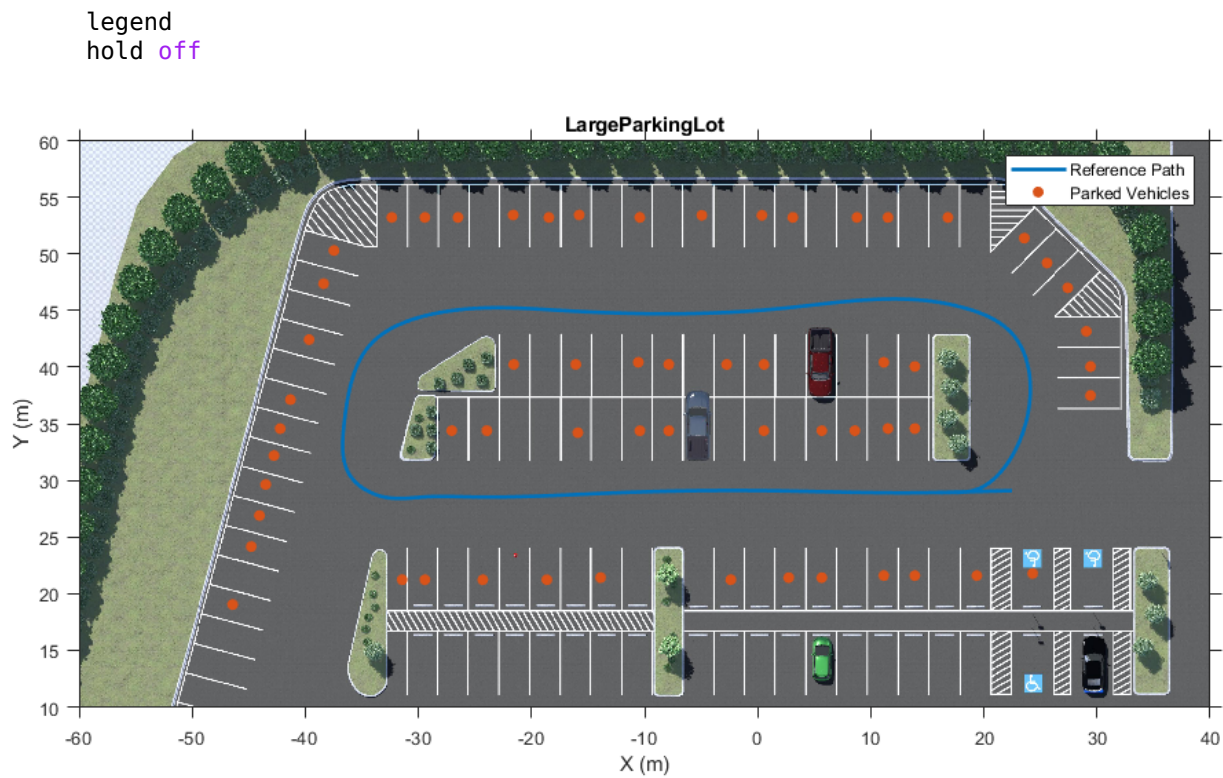 legend
hold off
LargeParkingLot
Reference Path
Parked Vehicles
60
55
50
45
40
35
30
25
20
15
10
Y (m)
-60 -50 -40 -30 -20 -10 0 10 20 30 40
X (m)